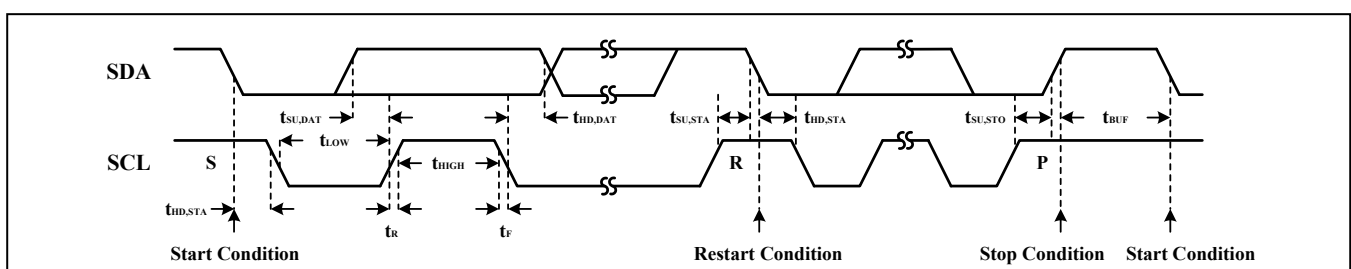 SDA
tSU,DAT
tHD,DAT
tSU,STA
tHD,STA
tSU,STO
tBUF
tLOW
SCL
S
tHIGH
R
P
tHD,STA
tR
tF
Start Condition
Restart Condition
Stop Condition
Start Condition